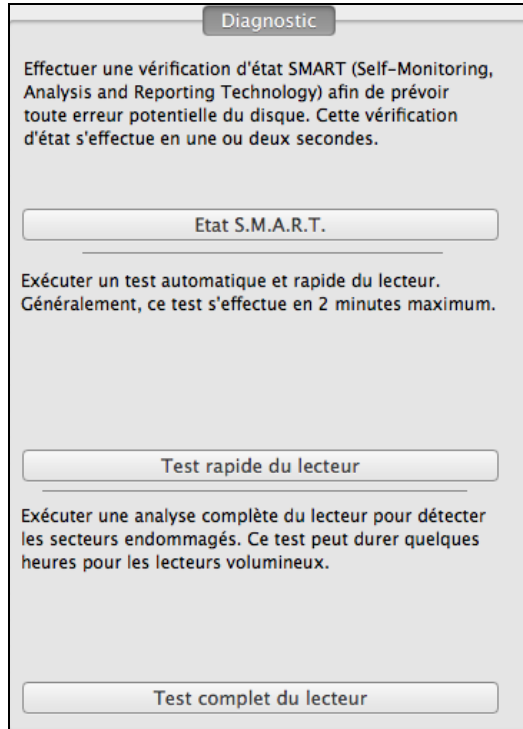 Diagnostic
Effectuer une vérification d'état SMART (Self-Monitoring,
Analysis and Reporting Technology) afin de prévoir
toute erreur potentielle du disque. Cette vérification
d'état s'effectue en une ou deux secondes.
Etat S.M.A.R.T.
Exécuter un test automatique et rapide du lecteur.
Généralement, ce test s'effectue en 2 minutes maximum.
Test rapide du lecteur
Exécuter une analyse complète du lecteur pour détecter
les secteurs endommagés. Ce test peut durer quelques
heures pour les lecteurs volumineux.
Test complet du lecteur